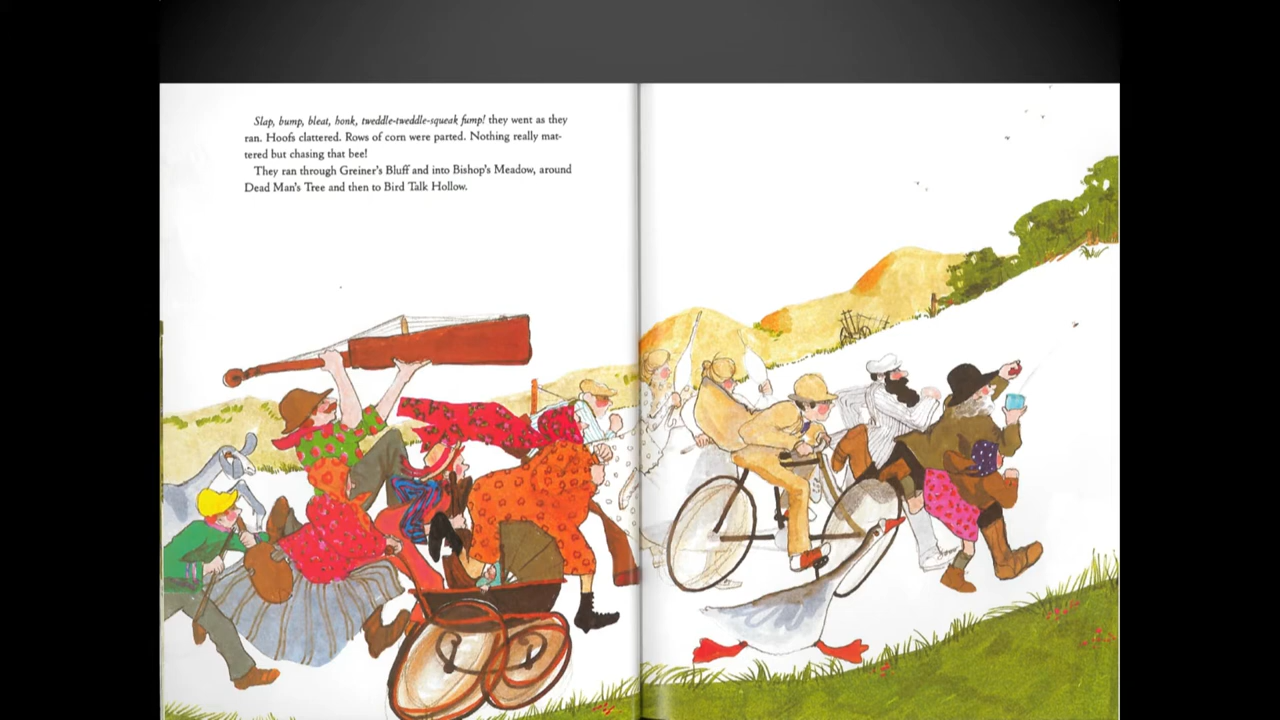 Slap, bump, bleat, honk, tweddle-tweddle-squeak fump! they went as they
ran. Hoofs clattered. Rows of corn were parted. Nothing really mat-
tered but chasing that bee!
They ran through Greiner's Bluff and into Bishop's Meadow, around
Dead Man's Tree and then to Bird Talk Hollow.